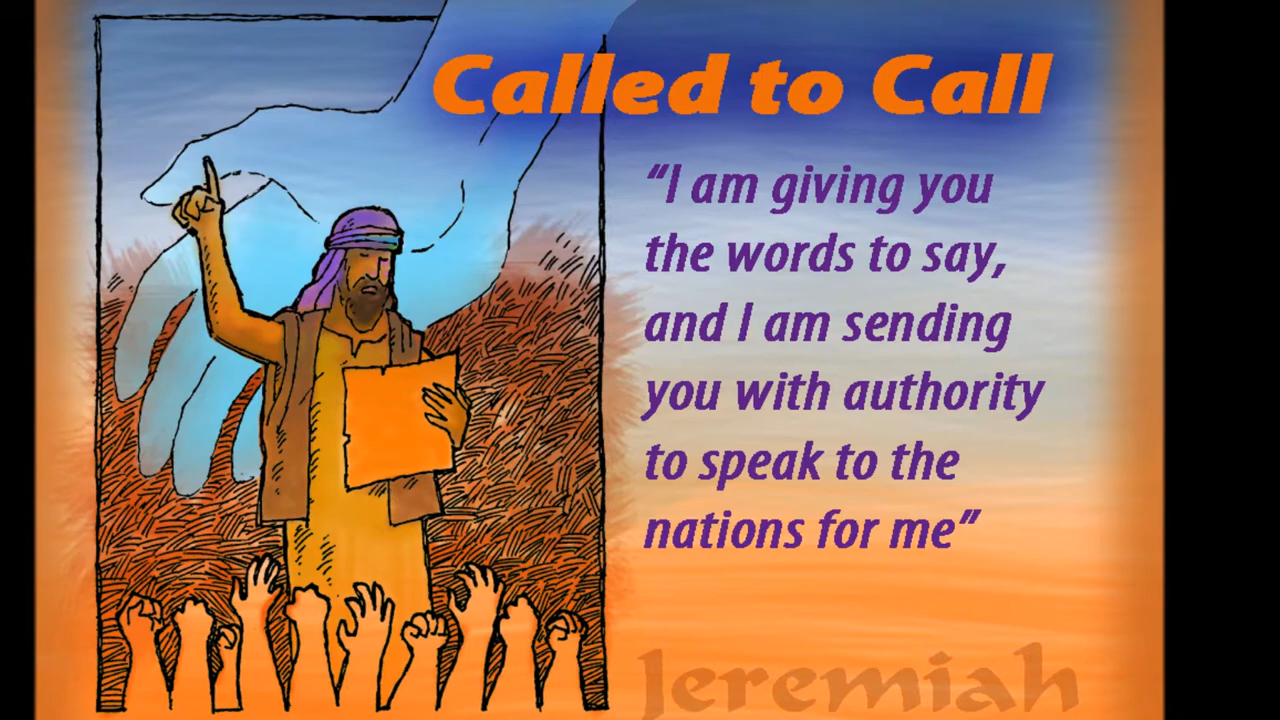 Called to Call
“I am giving you
the words to say,
and I am sending
you with authority
to speak to the
nations for me”
Jeremiah